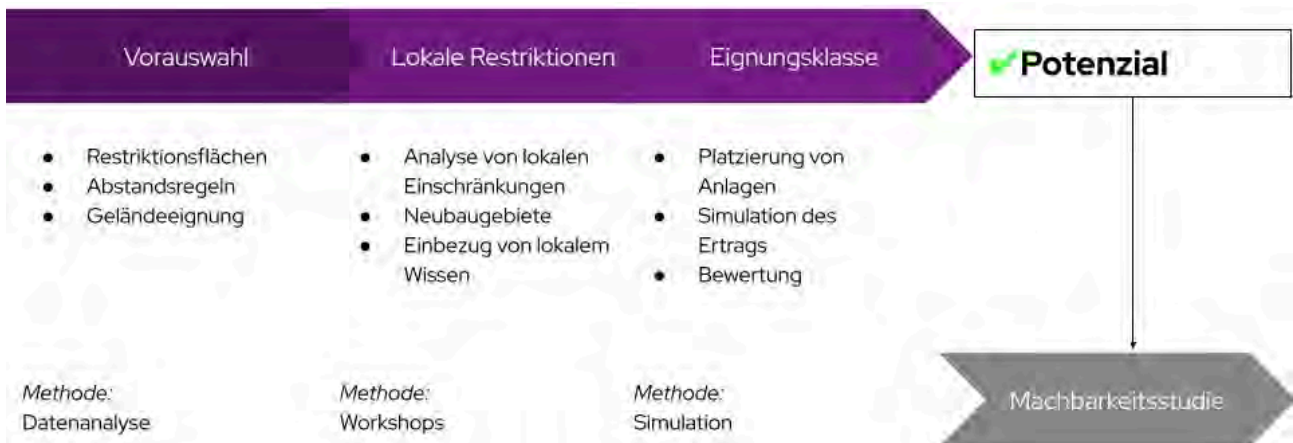 Vorauswahl
Lokale Restriktionen
Eignungsklasse
Potenzial
● Restriktionsflächen
● Abstandsregeln
● Geländeeignung
● Analyse von lokalen
Einschränkungen
● Neubaugebiete
● Einbezug von lokalem
Wissen
● Platzierung von
Anlagen
● Simulation des
Ertrags
● Bewertung
Methode:
Datenanalyse
Methode:
Workshops
Methode:
Simulation
Machbarkeitsstudie